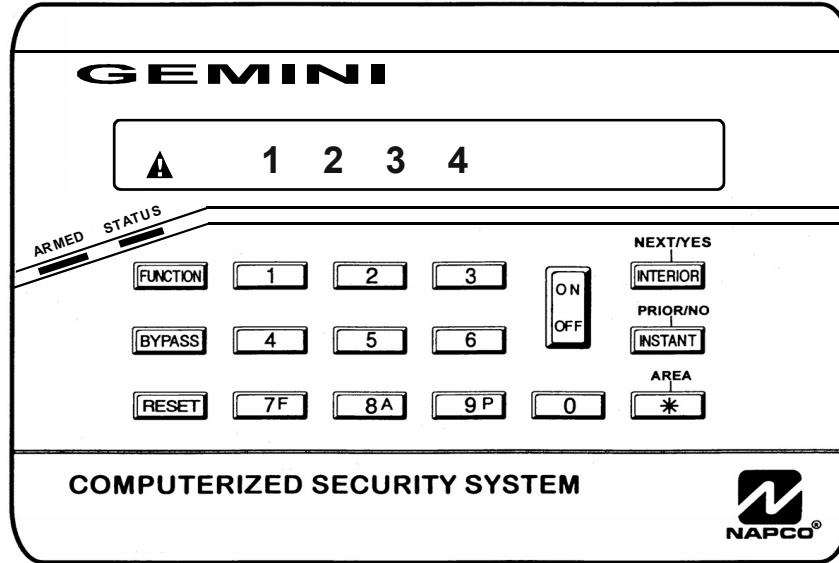 GEMINI
1 2 3 4
ARMED STATUS
NEXT/YES
FUNCTION 1 2 3 ON INTERIOR
OFF
PRIOR/NO
BYPASS 4 5 6 INSTANT
AREA
RESET 7F 8A 9P 0 *
COMPUTERIZED SECURITY SYSTEM
NAPCO®